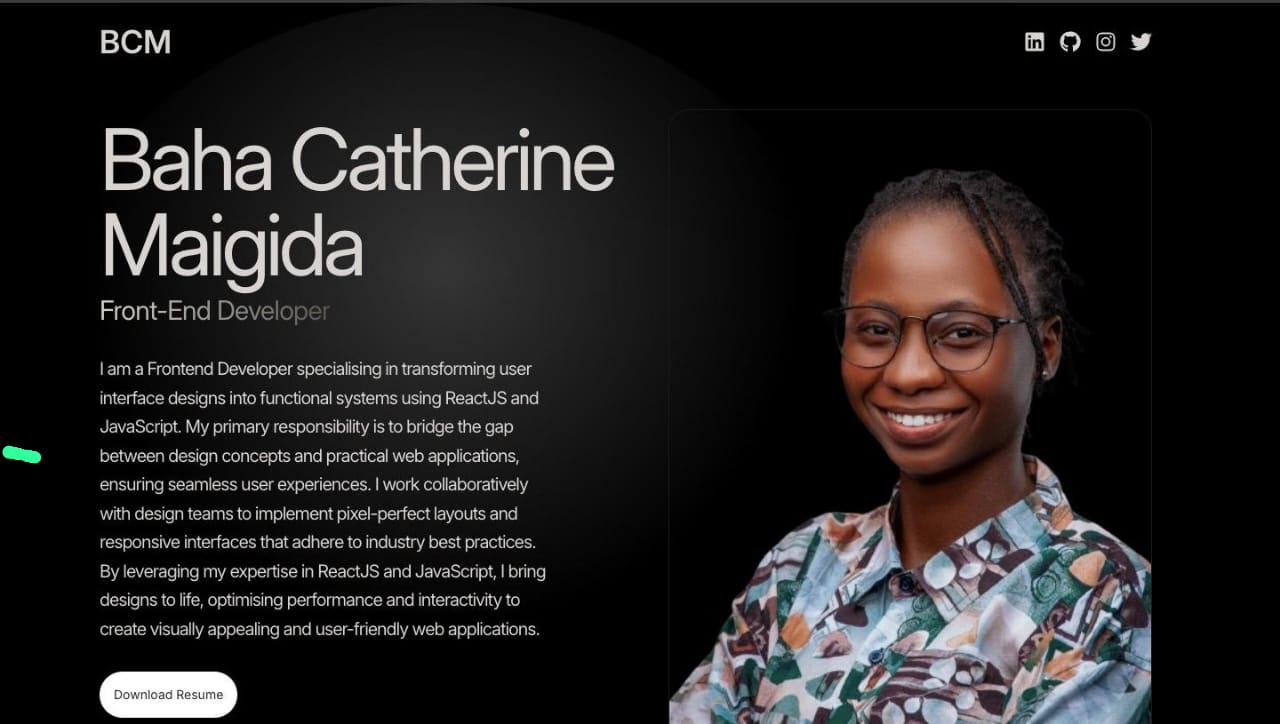 BCM
Baha Catherine
Maigida
Front-End Developer
I am a Frontend Developer specialising in transforming user
interface designs into functional systems using ReactJS and
JavaScript. My primary responsibility is to bridge the gap
between design concepts and practical web applications,
ensuring seamless user experiences. I work collaboratively
with design teams to implement pixel-perfect layouts and
responsive interfaces that adhere to industry best practices.
By leveraging my expertise in ReactJS and JavaScript, I bring
designs to life, optimising performance and interactivity to
create visually appealing and user-friendly web applications.
Download Resume